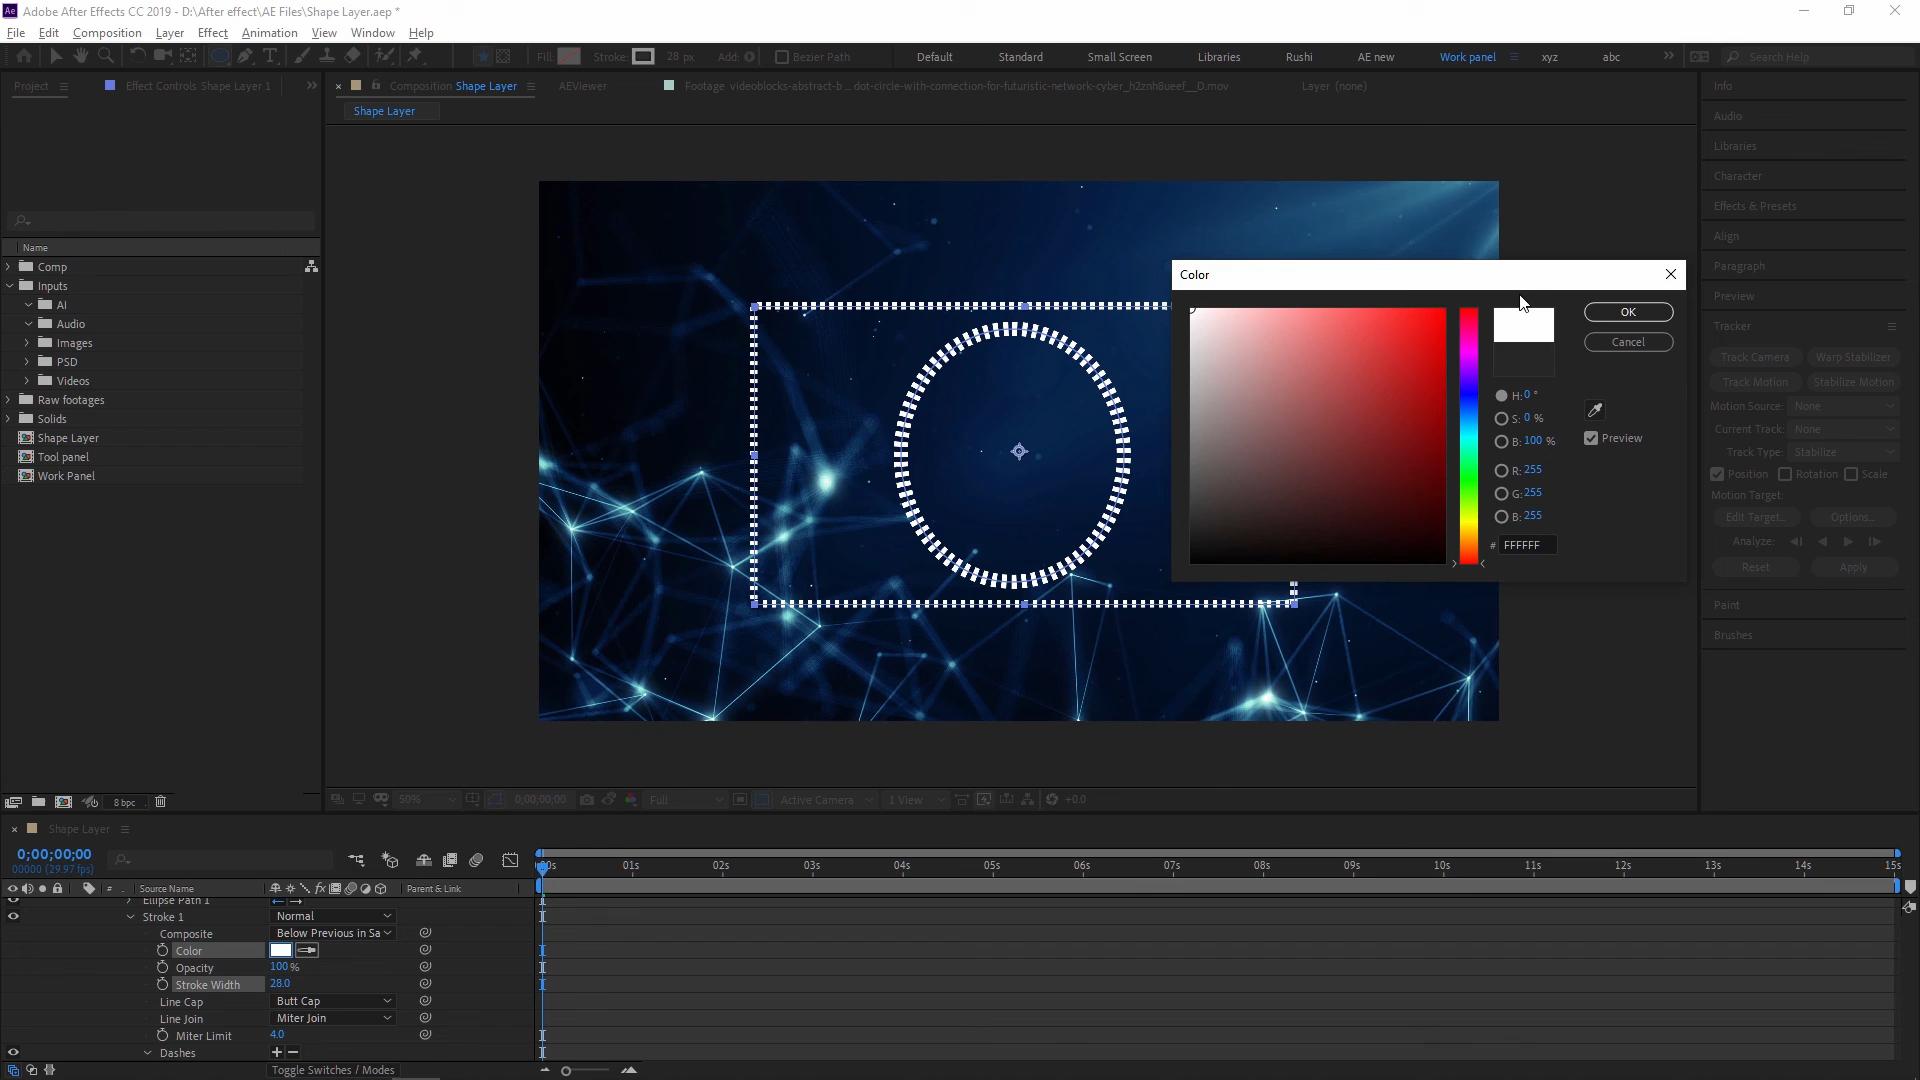 Adobe After Effects CC 2019 - D:\After effect\AE Files\Shape Layer.aep *
File Edit Composition Layer Effect Animation View Window Help
Fill: Stroke: 28 px Add: Bezier Path Default Standard Small Screen Libraries Rushi AE new Work panel xyz abc Search Help
Project Effect Controls Shape Layer 1 Composition Shape Layer AEViewer Footage videoblocks-abstract-b... dot-circle-with-connection-for-futuristic-network-cyber_h2znh8ueef__D.mov Layer (none) Info
Shape Layer
Audio
Libraries
Character
Effects & Presets
Align
Paragraph
Preview
Tracker
Track Camera Warp Stabilizer
Track Motion Stabilize Motion
Motion Source: None
Current Track: None
Track Type: Stabilize
Position Rotation Scale
Motion Target:
Edit Target... Options...
Analyze:
Reset Apply
Paint
Brushes
Name
Comp
Inputs
AI
Audio
Images
PSD
Videos
Raw footages
Solids
Shape Layer
Tool panel
Work Panel
Color
OK
Cancel
H: 0 °
S: 0 %
B: 100 %
Preview
R: 255
G: 255
B: 255
# FFFFFF
8 bpc
50% 0;00;00;00 Full Active Camera 1 View +0.0
Shape Layer
0;00;00;00
00000 (29.97 fps)
00s 01s 02s 03s 04s 05s 06s 07s 08s 09s 10s 11s 12s 13s 14s 15s
# Source Name fx Parent & Link
Ellipse Path 1
Stroke 1 Normal
Composite Below Previous in Sa
Color
Opacity 100 %
Stroke Width 28.0
Line Cap Butt Cap
Line Join Miter Join
Miter Limit 4.0
Dashes + −
Toggle Switches / Modes